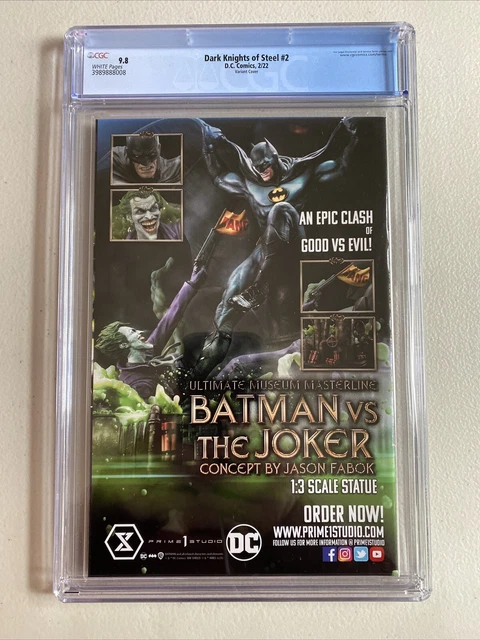 CGC
9.8
WHITE Pages
3989888008
Dark Knights of Steel #2
D.C. Comics, 2/22
Variant Cover
AN EPIC CLASH
OF
GOOD VS EVIL!
ULTIMATE MUSEUM MASTERLINE
BATMAN VS
THE JOKER
CONCEPT BY JASON FABOK
1:3 SCALE STATUE
ORDER NOW!
WWW.PRIME1STUDIO.COM
FOLLOW US FOR MORE INFORMATION @ PRIME1STUDIO
PRIME 1 STUDIO
DC